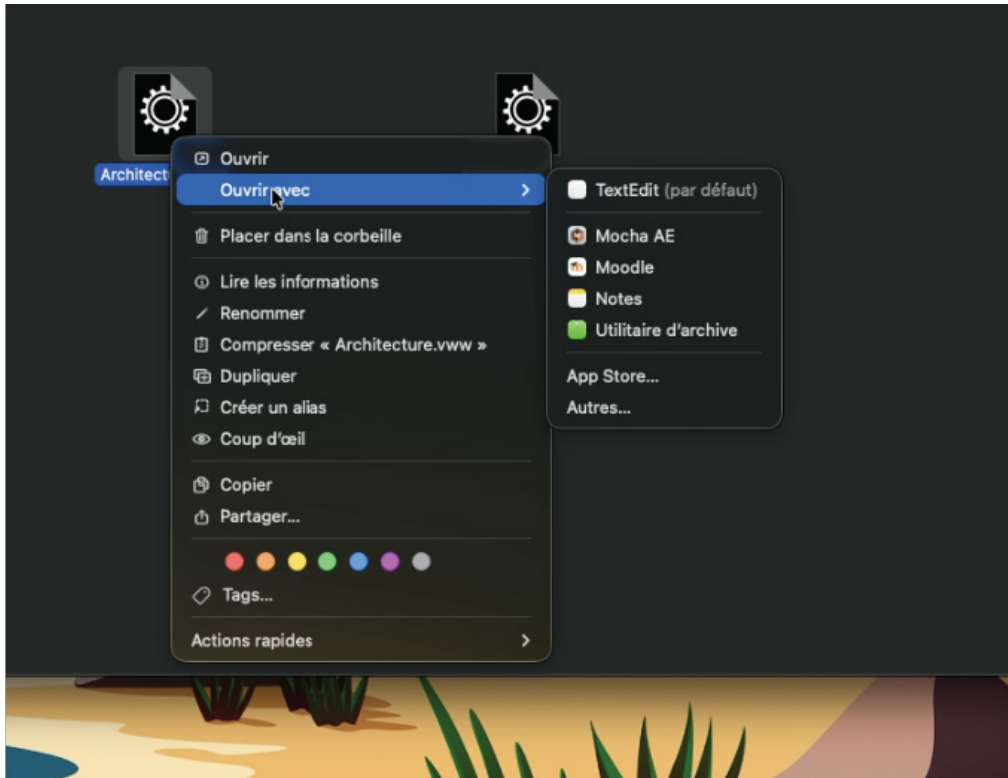 Architect
Ouvrir
Ouvrir avec
Placer dans la corbeille
Lire les informations
Renommer
Compresser « Architecture.vww »
Dupliquer
Créer un alias
Coup d'œil
Copier
Partager...
Tags...
Actions rapides
TextEdit (par défaut)
Mocha AE
Moodle
Notes
Utilitaire d'archive
App Store...
Autres...